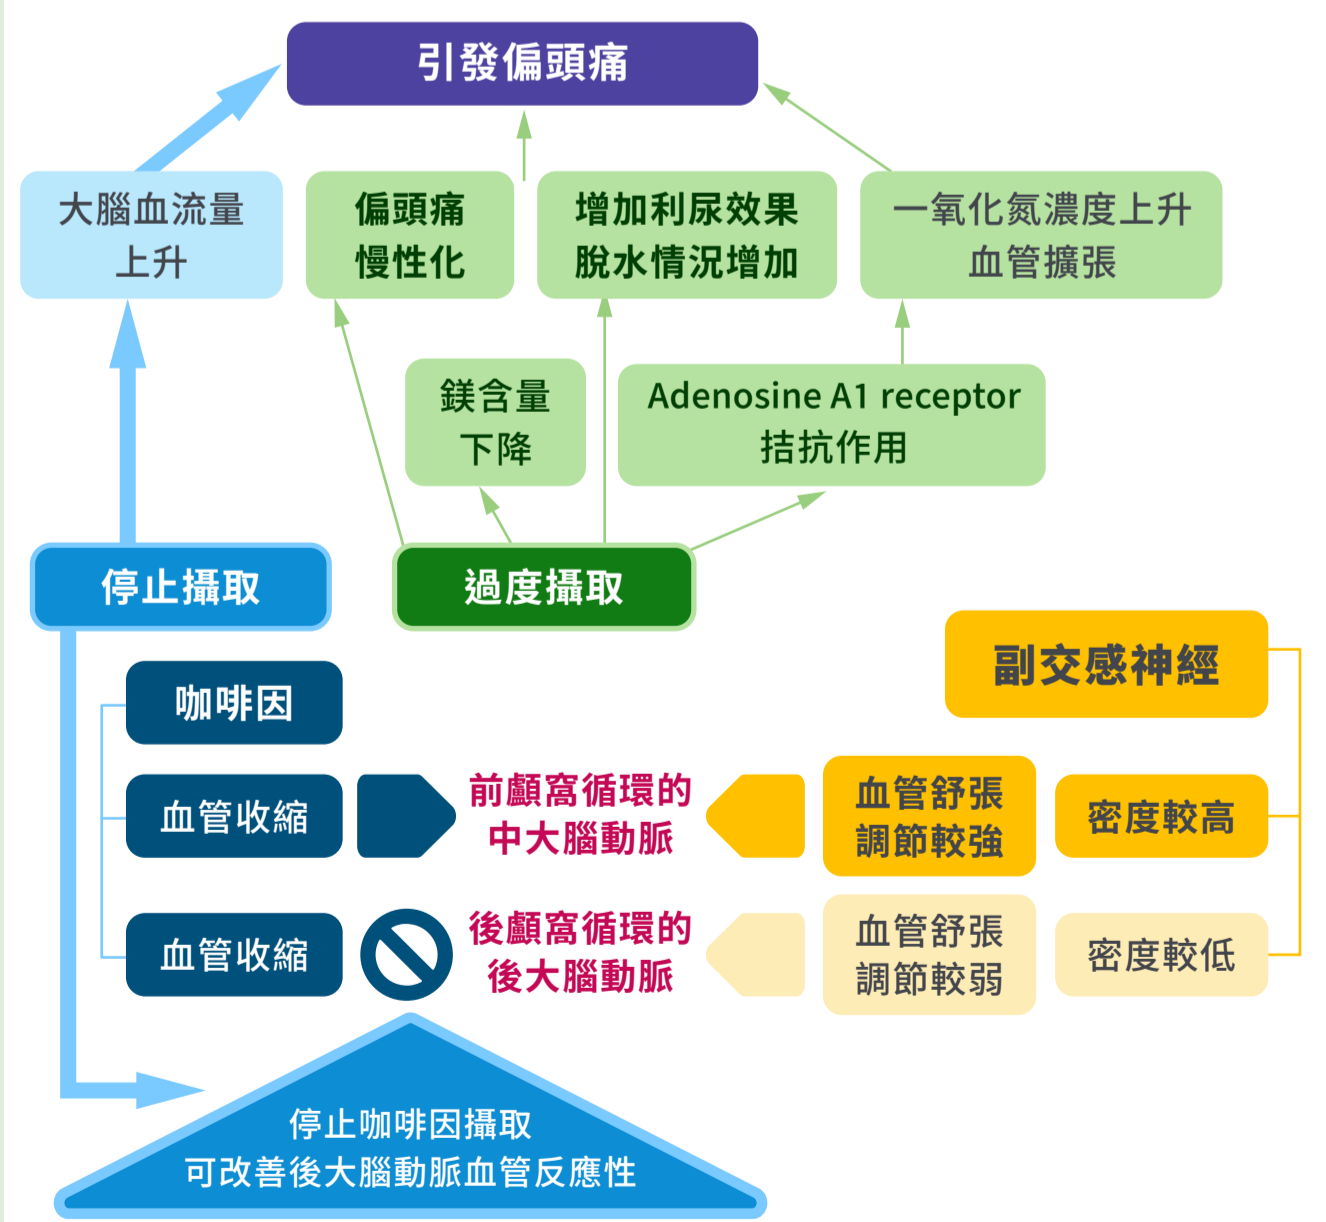 引發偏頭痛
大腦血流量
上升
偏頭痛
慢性化
增加利尿效果
脫水情況增加
一氧化氮濃度上升
血管擴張
鎂含量
下降
Adenosine A1 receptor
拮抗作用
停止攝取
過度攝取
副交感神經
咖啡因
血管收縮
前顱窩循環的
中大腦動脈
血管舒張
調節較強
密度較高
血管收縮
後顱窩循環的
後大腦動脈
血管舒張
調節較弱
密度較低
停止咖啡因攝取
可改善後大腦動脈血管反應性